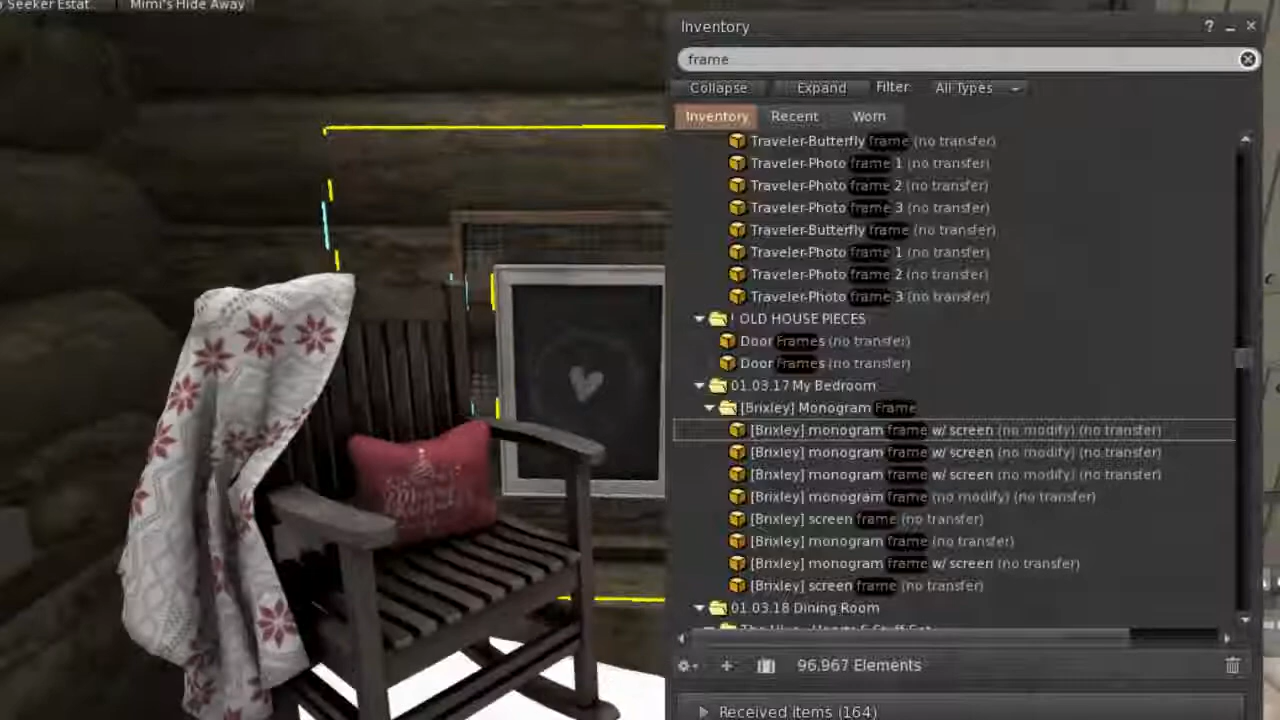 Seeker Estat
Mimi's Hide Away
Inventory
?
frame
Collapse
Expand
Filter:
All Types
Inventory
Recent
Worn
Traveler-Butterfly frame (no transfer)
Traveler-Photo frame 1 (no transfer)
Traveler-Photo frame 2 (no transfer)
Traveler-Photo frame 3 (no transfer)
Traveler-Butterfly frame (no transfer)
Traveler-Photo frame 1 (no transfer)
Traveler-Photo frame 2 (no transfer)
Traveler-Photo frame 3 (no transfer)
! OLD HOUSE PIECES
Door Frames (no transfer)
Door Frames (no transfer)
01.03.17 My Bedroom
[Brixley] Monogram Frame
[Brixley] monogram frame w/ screen (no modify) (no transfer)
[Brixley] monogram frame w/ screen (no modify) (no transfer)
[Brixley] monogram frame w/ screen (no modify) (no transfer)
[Brixley] monogram frame (no modify) (no transfer)
[Brixley] screen frame (no transfer)
[Brixley] monogram frame (no transfer)
[Brixley] monogram frame w/ screen (no transfer)
[Brixley] screen frame (no transfer)
01.03.18 Dining Room
96,967 Elements
Received items (164)